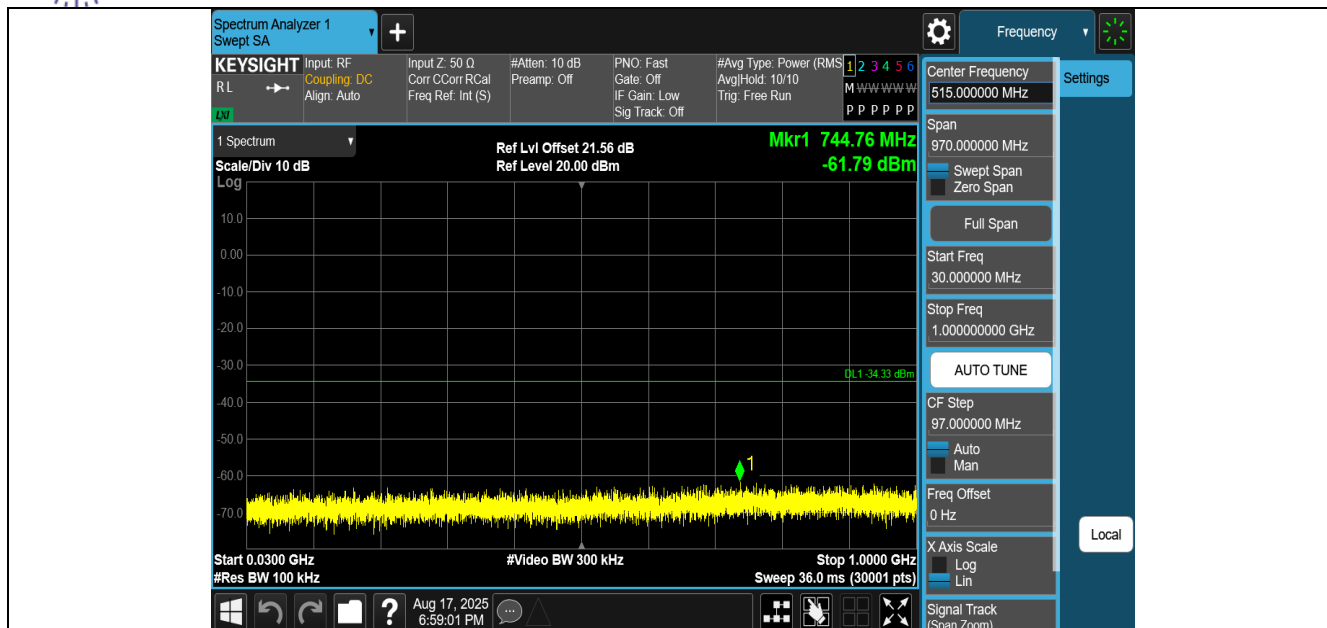 Spectrum Analyzer 1
Swept SA
+
Frequency
KEYSIGHT
R L
LXI
Input: RF
Coupling: DC
Align: Auto
Input Z: 50 Ω
Corr CCorr RCal
Freq Ref: Int (S)
#Atten: 10 dB
Preamp: Off
PNO: Fast
Gate: Off
IF Gain: Low
Sig Track: Off
#Avg Type: Power (RMS
Avg|Hold: 10/10
Trig: Free Run
1 2 3 4 5 6
M W W W W W
P P P P P P
1 Spectrum
Scale/Div 10 dB
Ref Lvl Offset 21.56 dB
Ref Level 20.00 dBm
Mkr1 744.76 MHz
-61.79 dBm
Log
10.0
0.00
-10.0
-20.0
-30.0
DL1 -34.33 dBm
-40.0
-50.0
1
-60.0
-70.0
Start 0.0300 GHz
#Res BW 100 kHz
#Video BW 300 kHz
Stop 1.0000 GHz
Sweep 36.0 ms (30001 pts)
?
Aug 17, 2025
6:59:01 PM
Center Frequency
515.000000 MHz
Span
970.000000 MHz
Swept Span
Zero Span
Full Span
Start Freq
30.000000 MHz
Stop Freq
1.000000000 GHz
AUTO TUNE
CF Step
97.000000 MHz
Auto
Man
Freq Offset
0 Hz
X Axis Scale
Log
Lin
Signal Track
(Span Zoom)
Settings
Local